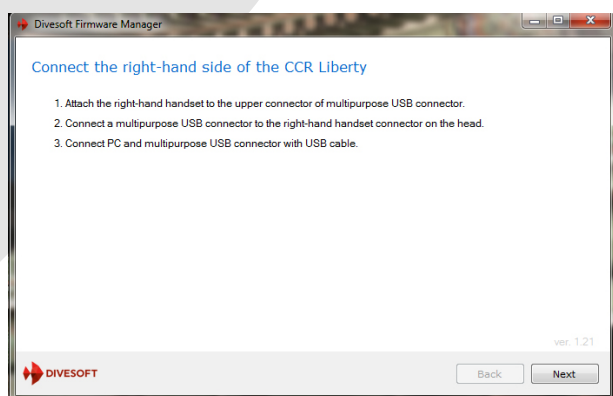 Divesoft Firmware Manager
Connect the right-hand side of the CCR Liberty
1. Attach the right-hand handset to the upper connector of multipurpose USB connector.
2. Connect a multipurpose USB connector to the right-hand handset connector on the head.
3. Connect PC and multipurpose USB connector with USB cable.
ver. 1.21
DIVESOFT
Back
Next